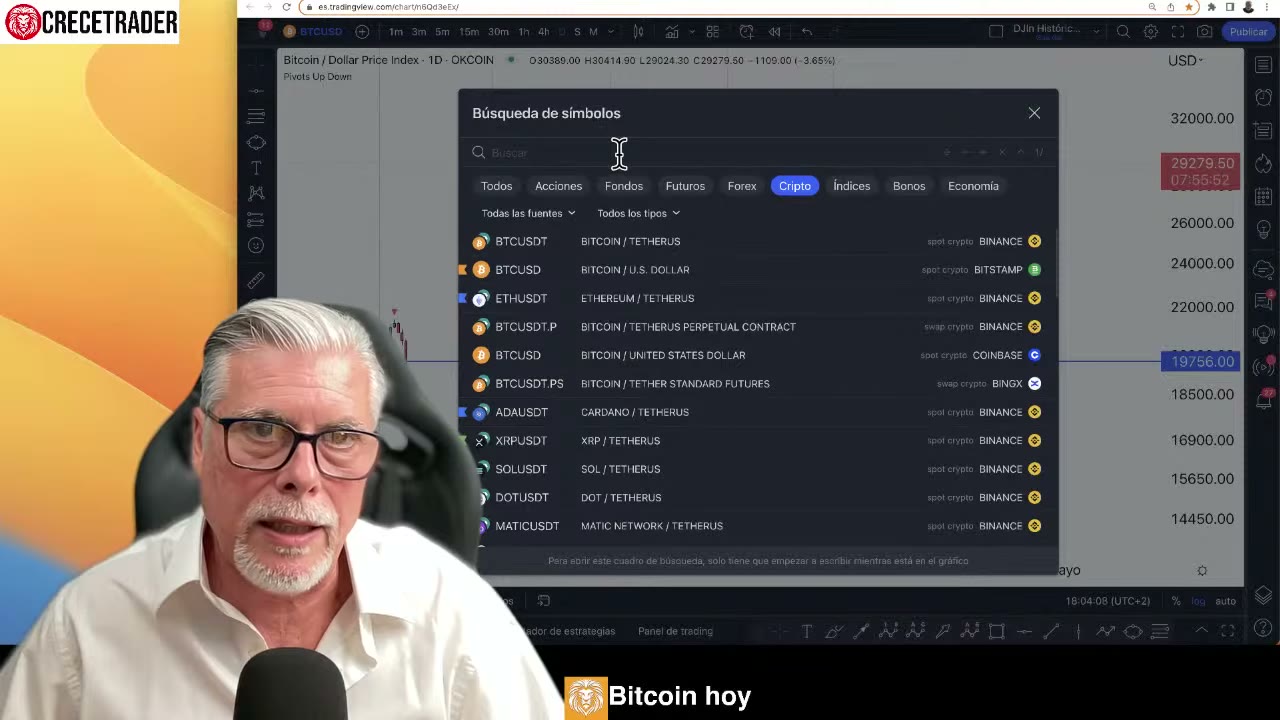 CRECETRADER
es.tradingview.com/chart/n6Qd3eEx/
BTCUSD 1m 3m 5m 15m 30m 1h 4h D S M DJIn Históric... Publicar
Bitcoin / Dollar Price Index · 1D · OKCOIN O30389.00 H30414.90 L29024.30 C29279.50 −1109.00 (−3.65%) USD
Pivots Up Down
Búsqueda de símbolos
32000.00
Buscar 1/
29279.50
07:55:52
Todos Acciones Fondos Futuros Forex Cripto Índices Bonos Economía
Todas las fuentes Todos los tipos
26000.00
BTCUSDT BITCOIN / TETHERUS spot crypto BINANCE
24000.00
BTCUSD BITCOIN / U.S. DOLLAR spot crypto BITSTAMP
ETHUSDT ETHEREUM / TETHERUS spot crypto BINANCE
22000.00
BTCUSDT.P BITCOIN / TETHERUS PERPETUAL CONTRACT swap crypto BINANCE
BTCUSD BITCOIN / UNITED STATES DOLLAR spot crypto COINBASE
19756.00
BTCUSDT.PS BITCOIN / TETHER STANDARD FUTURES swap crypto BINGX
18500.00
ADAUSDT CARDANO / TETHERUS spot crypto BINANCE
XRPUSDT XRP / TETHERUS spot crypto BINANCE
16900.00
SOLUSDT SOL / TETHERUS spot crypto BINANCE
15650.00
DOTUSDT DOT / TETHERUS spot crypto BINANCE
MATICUSDT MATIC NETWORK / TETHERUS spot crypto BINANCE
14450.00
Para abrir este cuadro de búsqueda, solo tiene que empezar a escribir mientras está en el gráfico
ayo
18:04:08 (UTC+2) % log auto
ador de estrategias Panel de trading
Bitcoin hoy